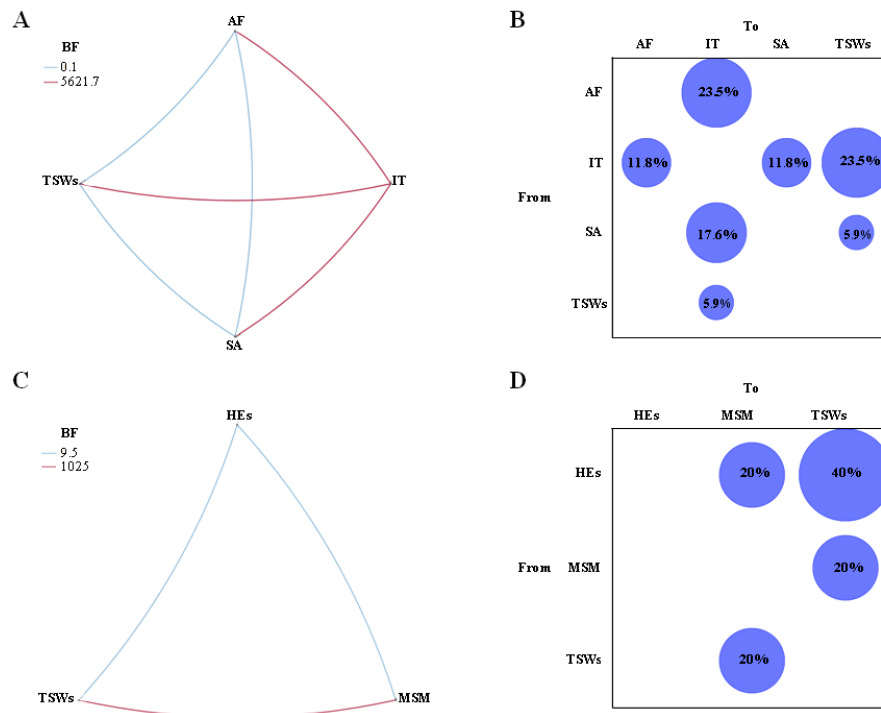 A
AF
BF
0.1
5621.7
TSWs
IT
SA
B
To
AF IT SA TSWs
AF
23.5%
IT
11.8% 11.8% 23.5%
From
SA
17.6% 5.9%
TSWs
5.9%
C
HEs
BF
9.5
1025
TSWs
MSM
D
To
HEs MSM TSWs
HEs
20% 40%
From MSM
20%
TSWs
20%